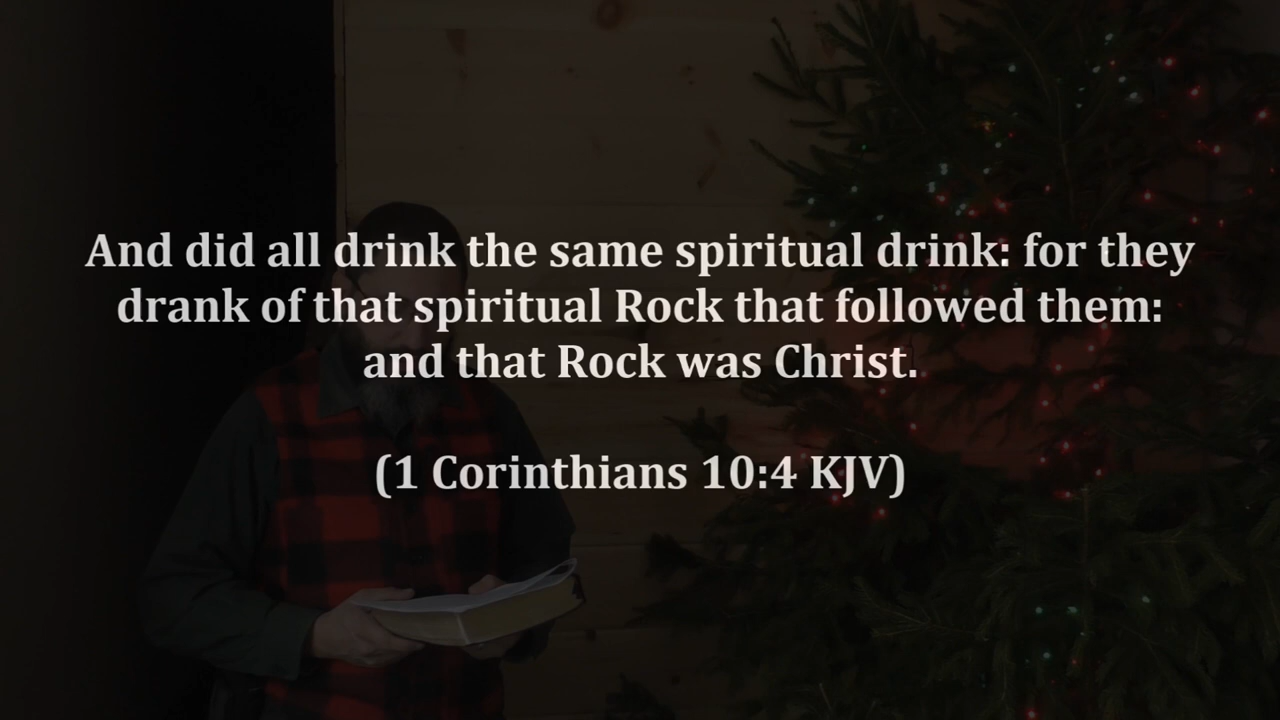 And did all drink the same spiritual drink: for they
drank of that spiritual Rock that followed them:
and that Rock was Christ.
(1 Corinthians 10:4 KJV)